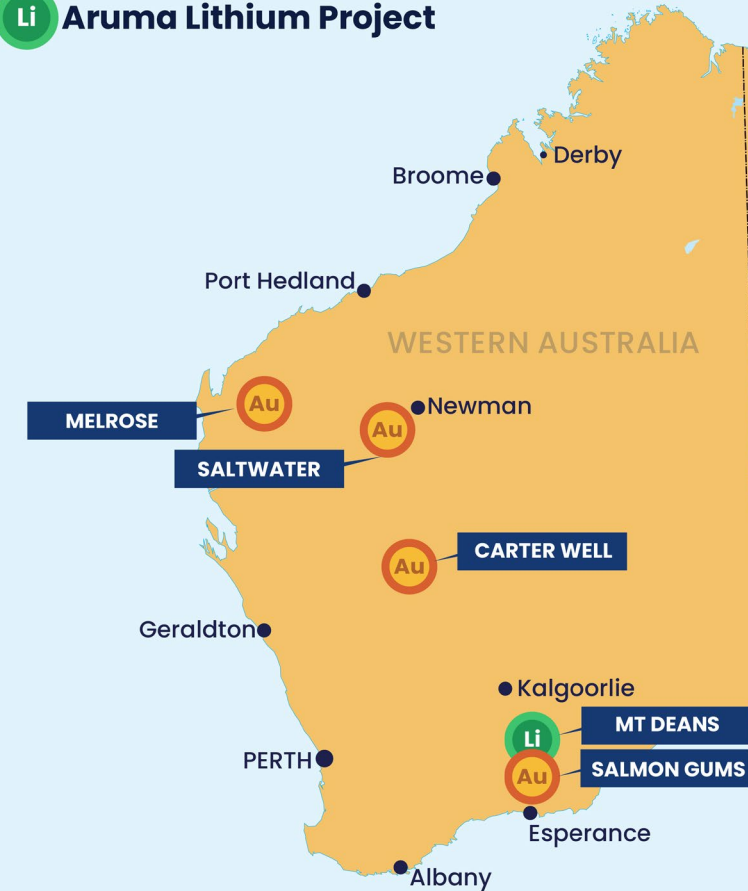 Li Aruma Lithium Project
Derby
Broome
Port Hedland
WESTERN AUSTRALIA
Au
Newman
MELROSE
Au
SALTWATER
CARTER WELL
Au
Geraldton
Kalgoorlie
MT DEANS
Li
PERTH
SALMON GUMS
Au
Esperance
Albany